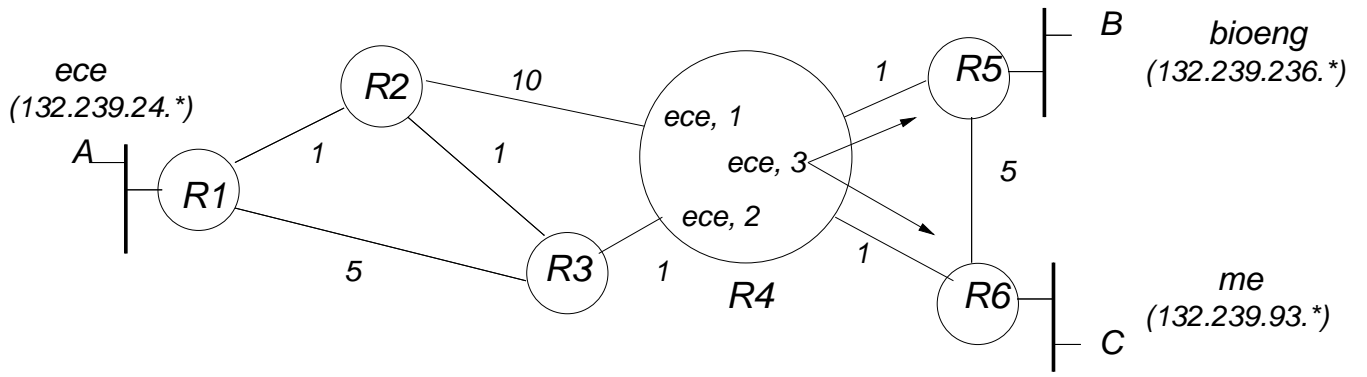 ece
(132.239.24.*)
A
R1
1
5
R2
10
1
R3
1
ece, 1
ece, 3
ece, 2
R4
1
1
R5
5
R6
B
bioeng
(132.239.236.*)
me
(132.239.93.*)
C